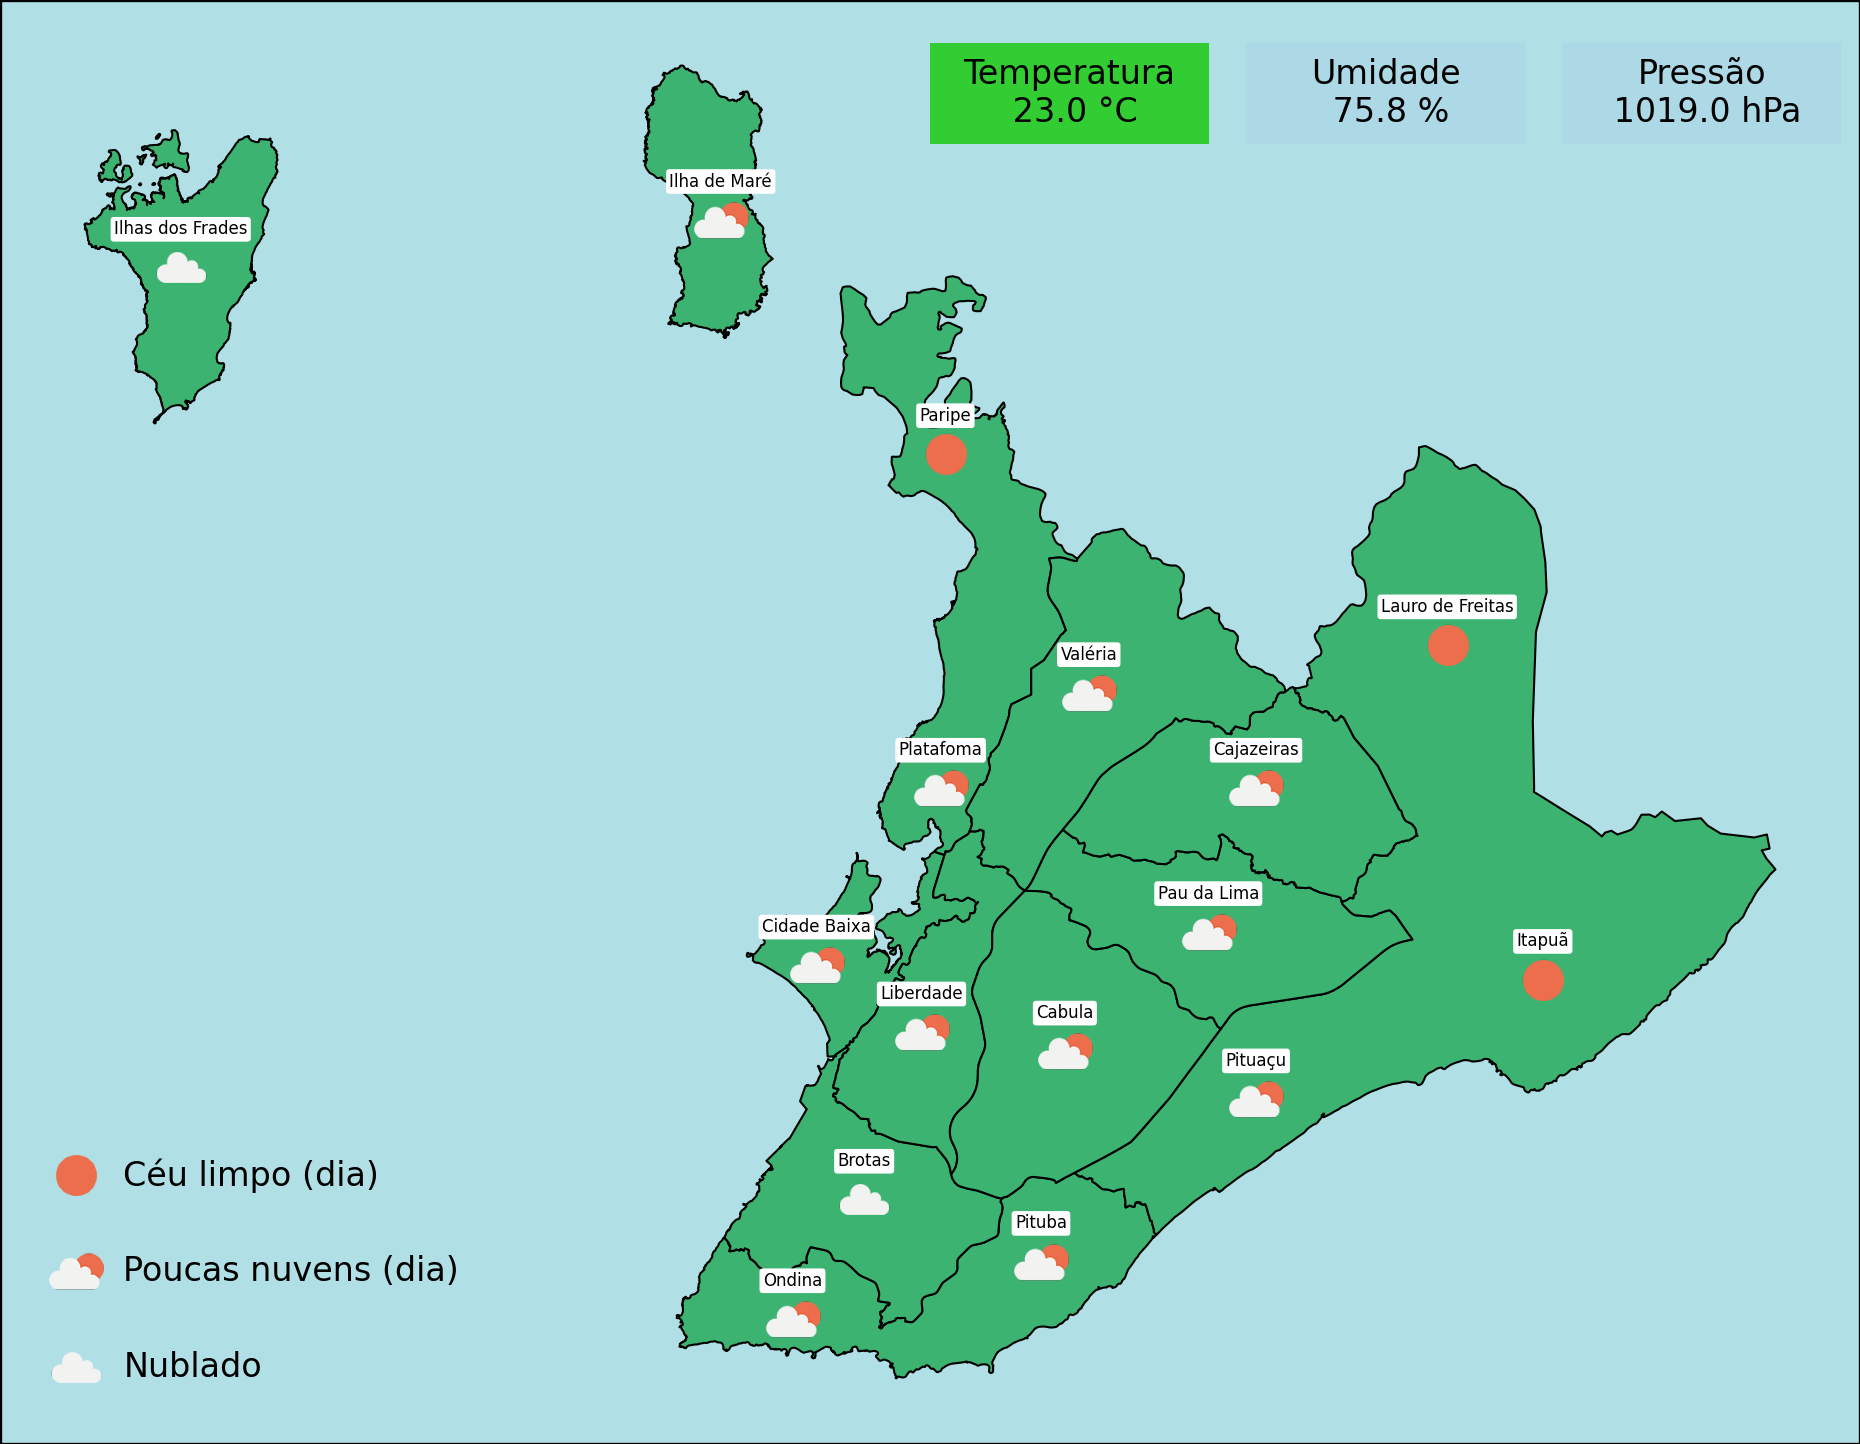 Temperatura
23.0 °C
Umidade
75.8 %
Pressão
1019.0 hPa
Ilha de Maré
Ilhas dos Frades
Paripe
Lauro de Freitas
Valéria
Platafoma
Cajazeiras
Pau da Lima
Cidade Baixa
Itapuã
Liberdade
Cabula
Pituaçu
Brotas
Pituba
Ondina
Céu limpo (dia)
Poucas nuvens (dia)
Nublado